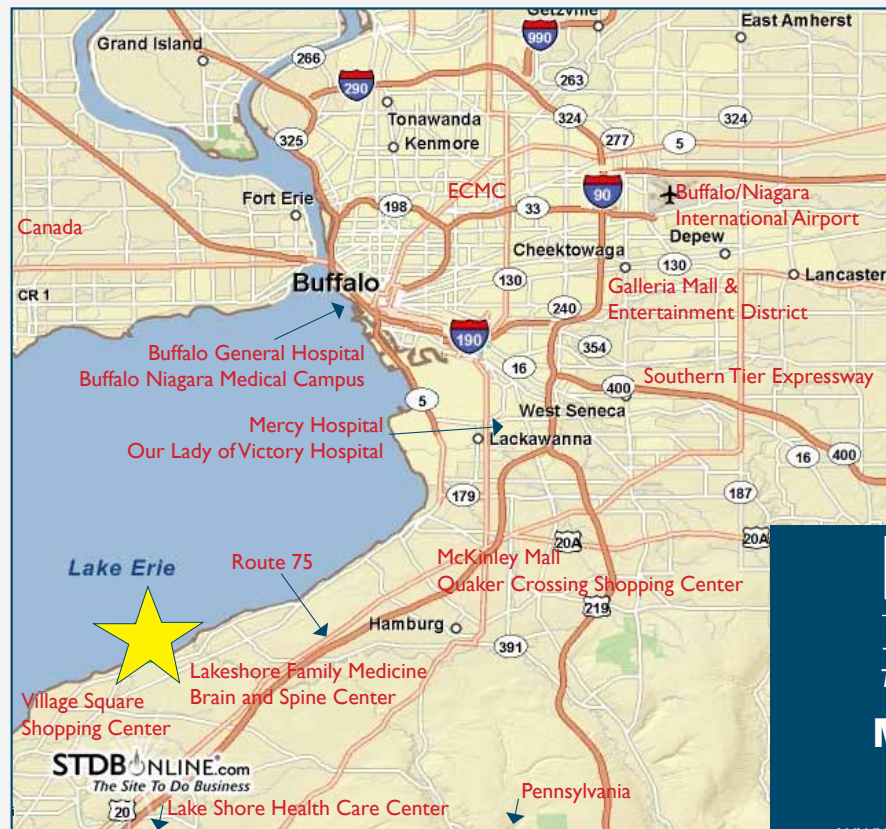 Getzville
990
East Amherst
Grand Island
266
290
263
Tonawanda
324
324
Kenmore
325
277
5
ECMC
90
Buffalo/Niagara
International Airport
Fort Erie
198
33
Canada
Cheektowaga
Depew
130
130
Lancaster
Buffalo
CR 1
Galleria Mall &
Entertainment District
240
190
354
Buffalo General Hospital
Buffalo Niagara Medical Campus
16
Southern Tier Expressway
400
5
West Seneca
Mercy Hospital
Our Lady of Victory Hospital
Lackawanna
16
400
179
187
20A
20A
Lake Erie
Route 75
McKinley Mall
Quaker Crossing Shopping Center
219
Hamburg
391
Lakeshore Family Medicine
Brain and Spine Center
Village Square
Shopping Center
STDBONLINE.com
The Site To Do Business
Pennsylvania
20
Lake Shore Health Care Center